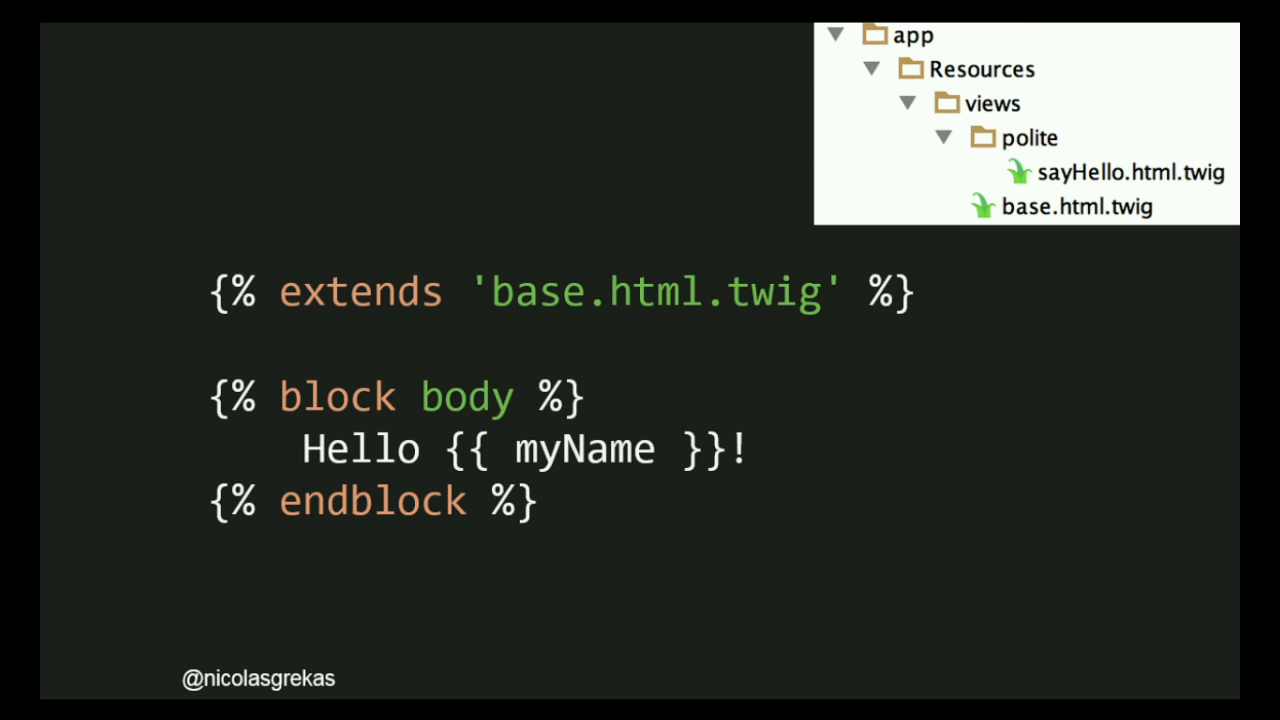 app
Resources
views
polite
sayHello.html.twig
base.html.twig
{% extends 'base.html.twig' %}
{% block body %}
Hello {{ myName }}!
{% endblock %}
@nicolasgrekas